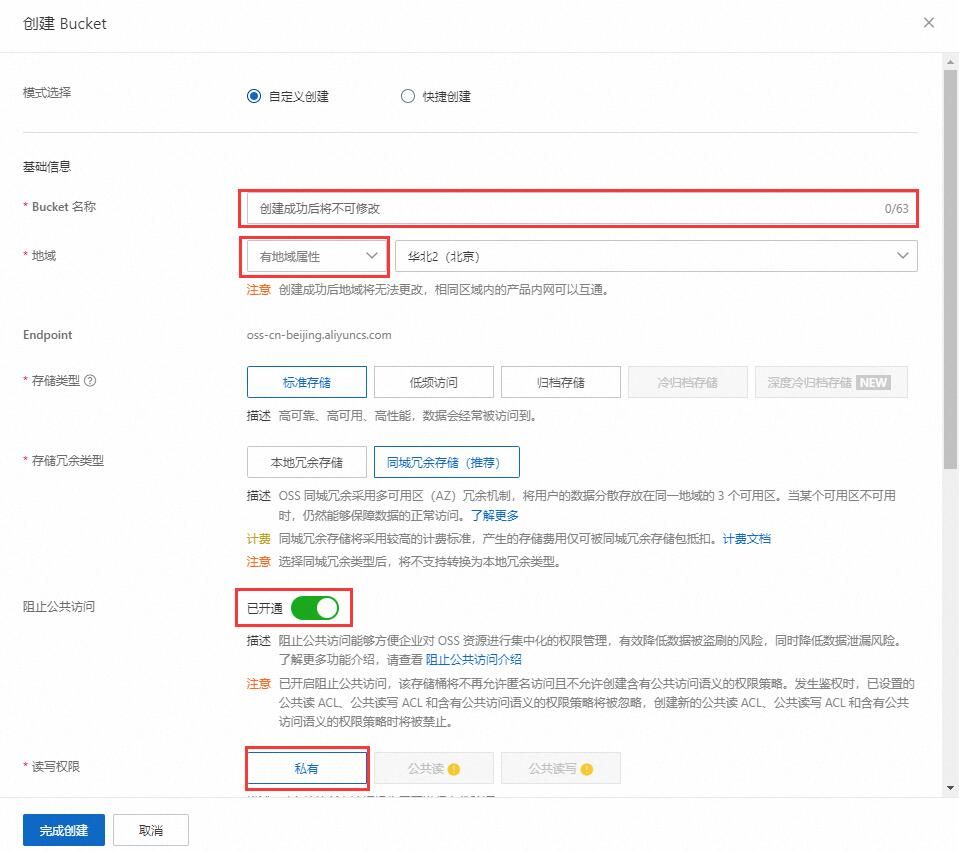 创建 Bucket
模式选择
自定义创建 快捷创建
基础信息
* Bucket 名称 创建成功后将不可修改 0/63
* 地域 有地域属性 华北2（北京）
注意 创建成功后地域将无法更改，相同区域内的产品内网可以互通。
Endpoint oss-cn-beijing.aliyuncs.com
* 存储类型 ? 标准存储 低频访问 归档存储 冷归档存储 深度冷归档存储 NEW
描述 高可靠、高可用、高性能，数据会经常被访问到。
* 存储冗余类型 本地冗余存储 同城冗余存储（推荐）
描述 OSS 同城冗余采用多可用区（AZ）冗余机制，将用户的数据分散存放在同一地域的 3 个可用区。当某个可用区不可用
时，仍然能够保障数据的正常访问。了解更多
计费 同城冗余存储将采用较高的计费标准，产生的存储费用仅可被同城冗余存储包抵扣。计费文档
注意 选择同城冗余类型后，将不支持转换为本地冗余类型。
阻止公共访问 已开通
描述 阻止公共访问能够方便企业对 OSS 资源进行集中化的权限管理，有效降低数据被盗刷的风险，同时降低数据泄漏风险。
了解更多功能介绍，请查看 阻止公共访问介绍
注意 已开启阻止公共访问，该存储桶将不再允许匿名访问且不允许创建含有公共访问语义的权限策略。发生鉴权时，已设置的
公共读 ACL、公共读写 ACL 和含有公共访问语义的权限策略将被忽略，创建新的公共读 ACL、公共读写 ACL 和含有公共
访问语义的权限策略时将被禁止。
* 读写权限 私有 公共读 ! 公共读写 !
完成创建 取消